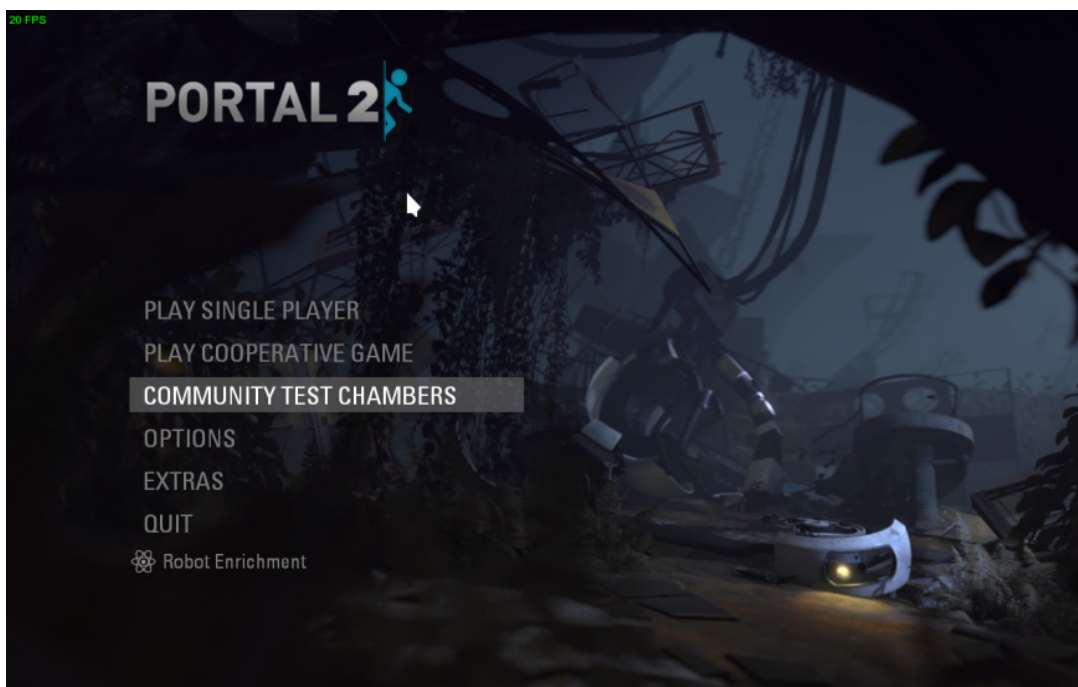 20 FPS
PORTAL 2
PLAY SINGLE PLAYER
PLAY COOPERATIVE GAME
COMMUNITY TEST CHAMBERS
OPTIONS
EXTRAS
QUIT
Robot Enrichment